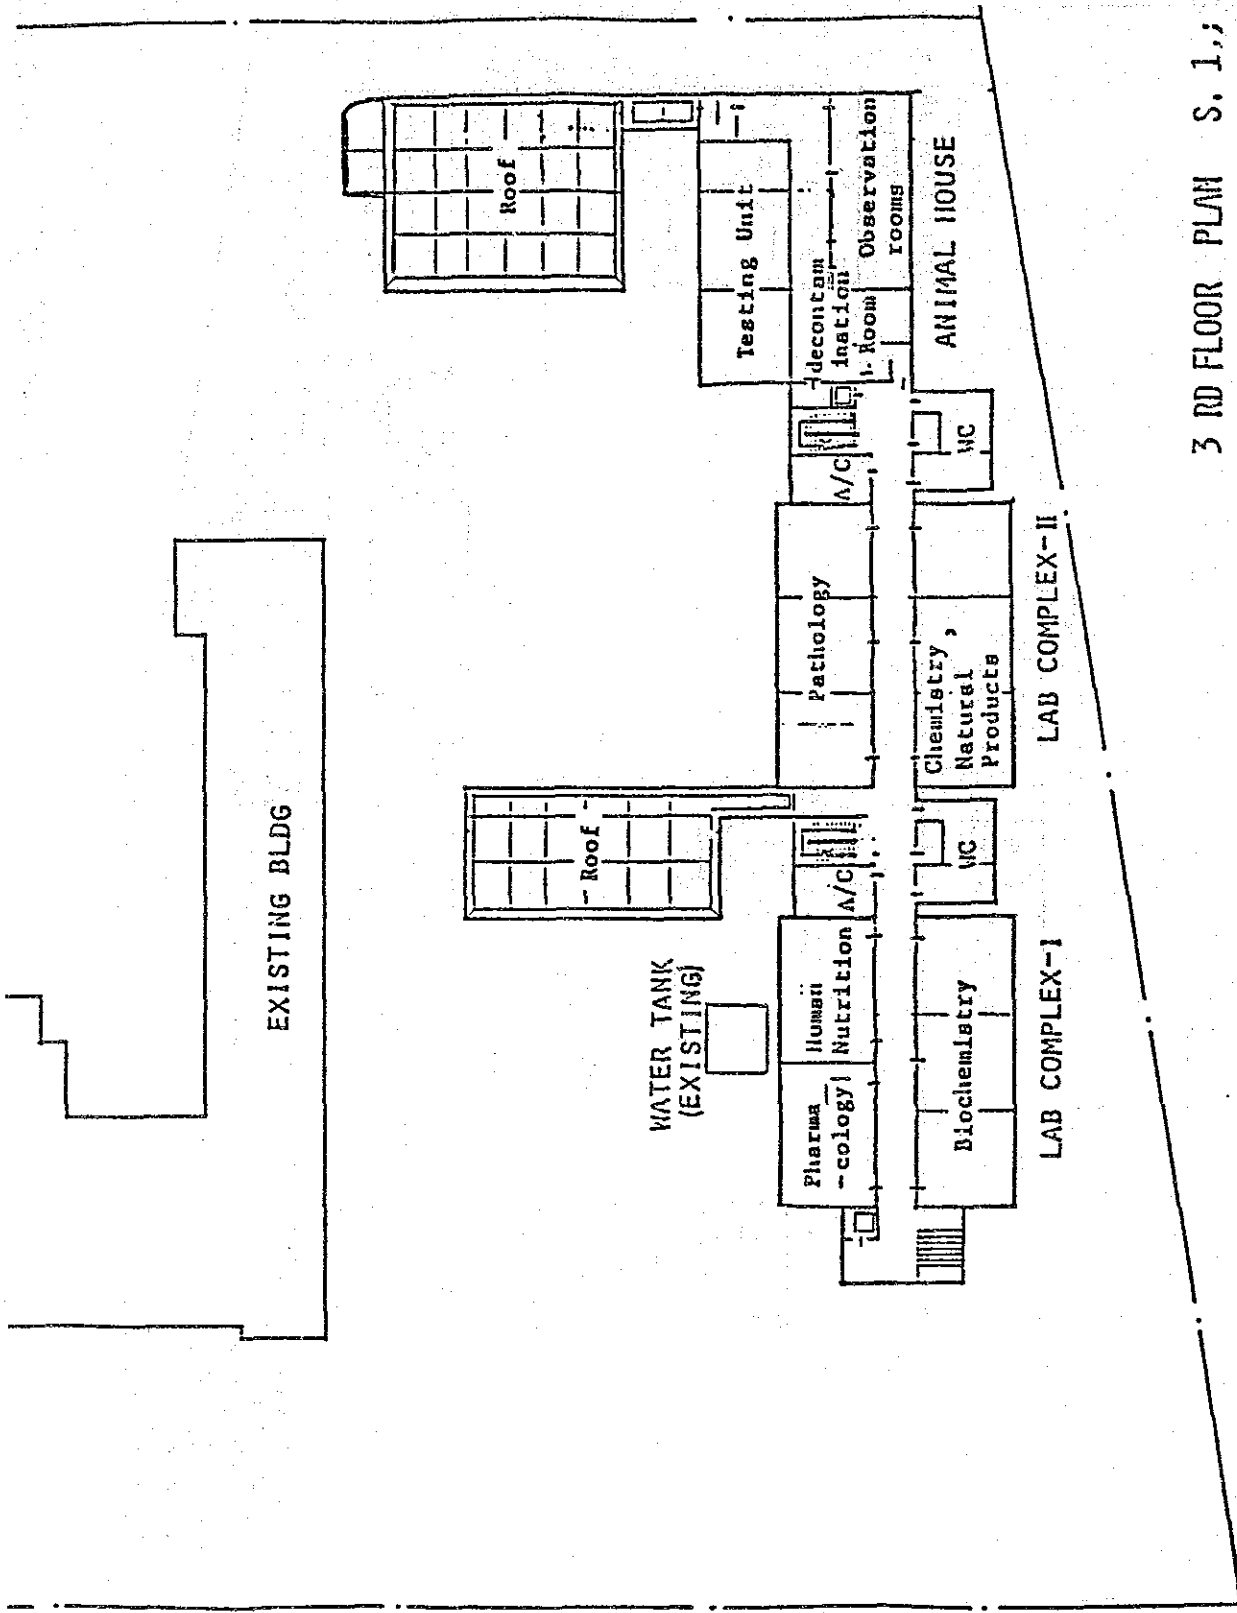 EXISTING BLDG
WATER TANK
(EXISTING)
Roof
Roof
Pharma
-cology
Human
Nutrition
A/C
Pathology
A/C
Testing Unit
decontam
ination
Room
Observation
rooms
Biochemistry
WC
Chemistry,
Natural
Products
WC
LAB COMPLEX-I
LAB COMPLEX-II
ANIMAL HOUSE
3 RD FLOOR PLAN S. 1,;